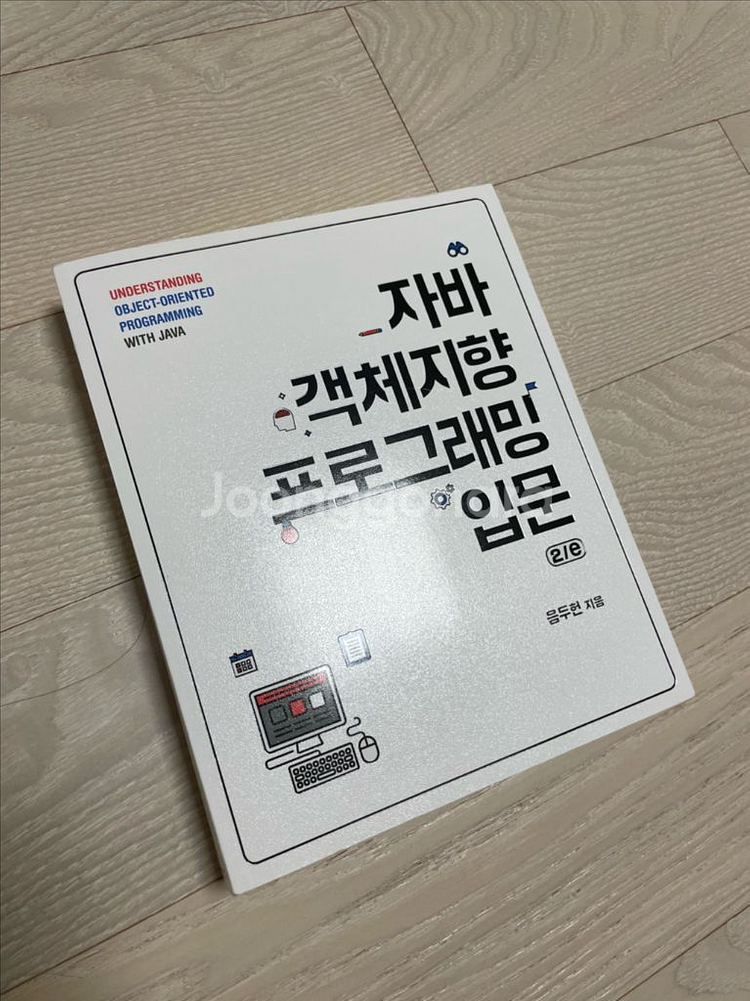 UNDERSTANDING
OBJECT-ORIENTED
PROGRAMMING
WITH JAVA
자바
객체지향
프로그래밍
입문
2/e
음두헌 지음
Joonggonara